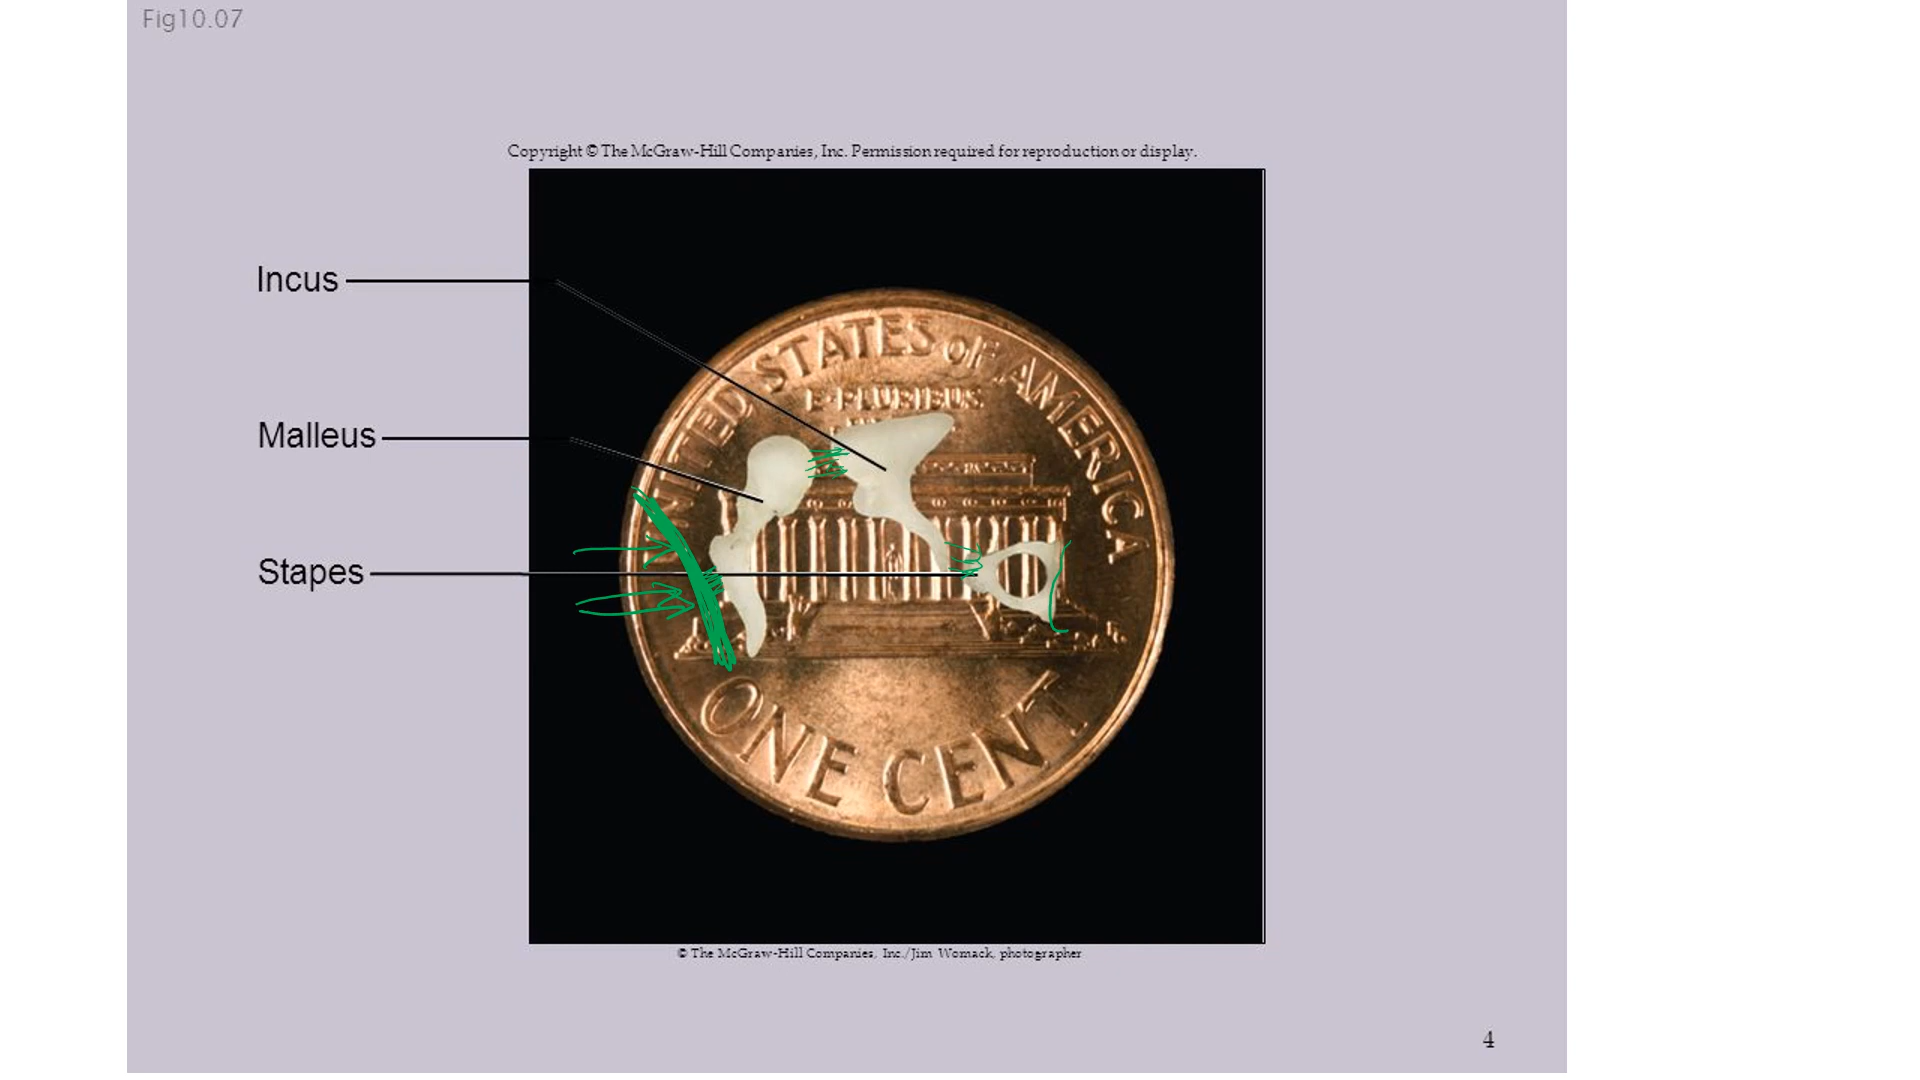 Fig10.07
Copyright © The McGraw-Hill Companies, Inc. Permission required for reproduction or display.
Incus
Malleus
Stapes
UNITED STATES OF AMERICA
E·PLURIBUS
ONE CENT
© The McGraw-Hill Companies, Inc./Jim Womack, photographer
4